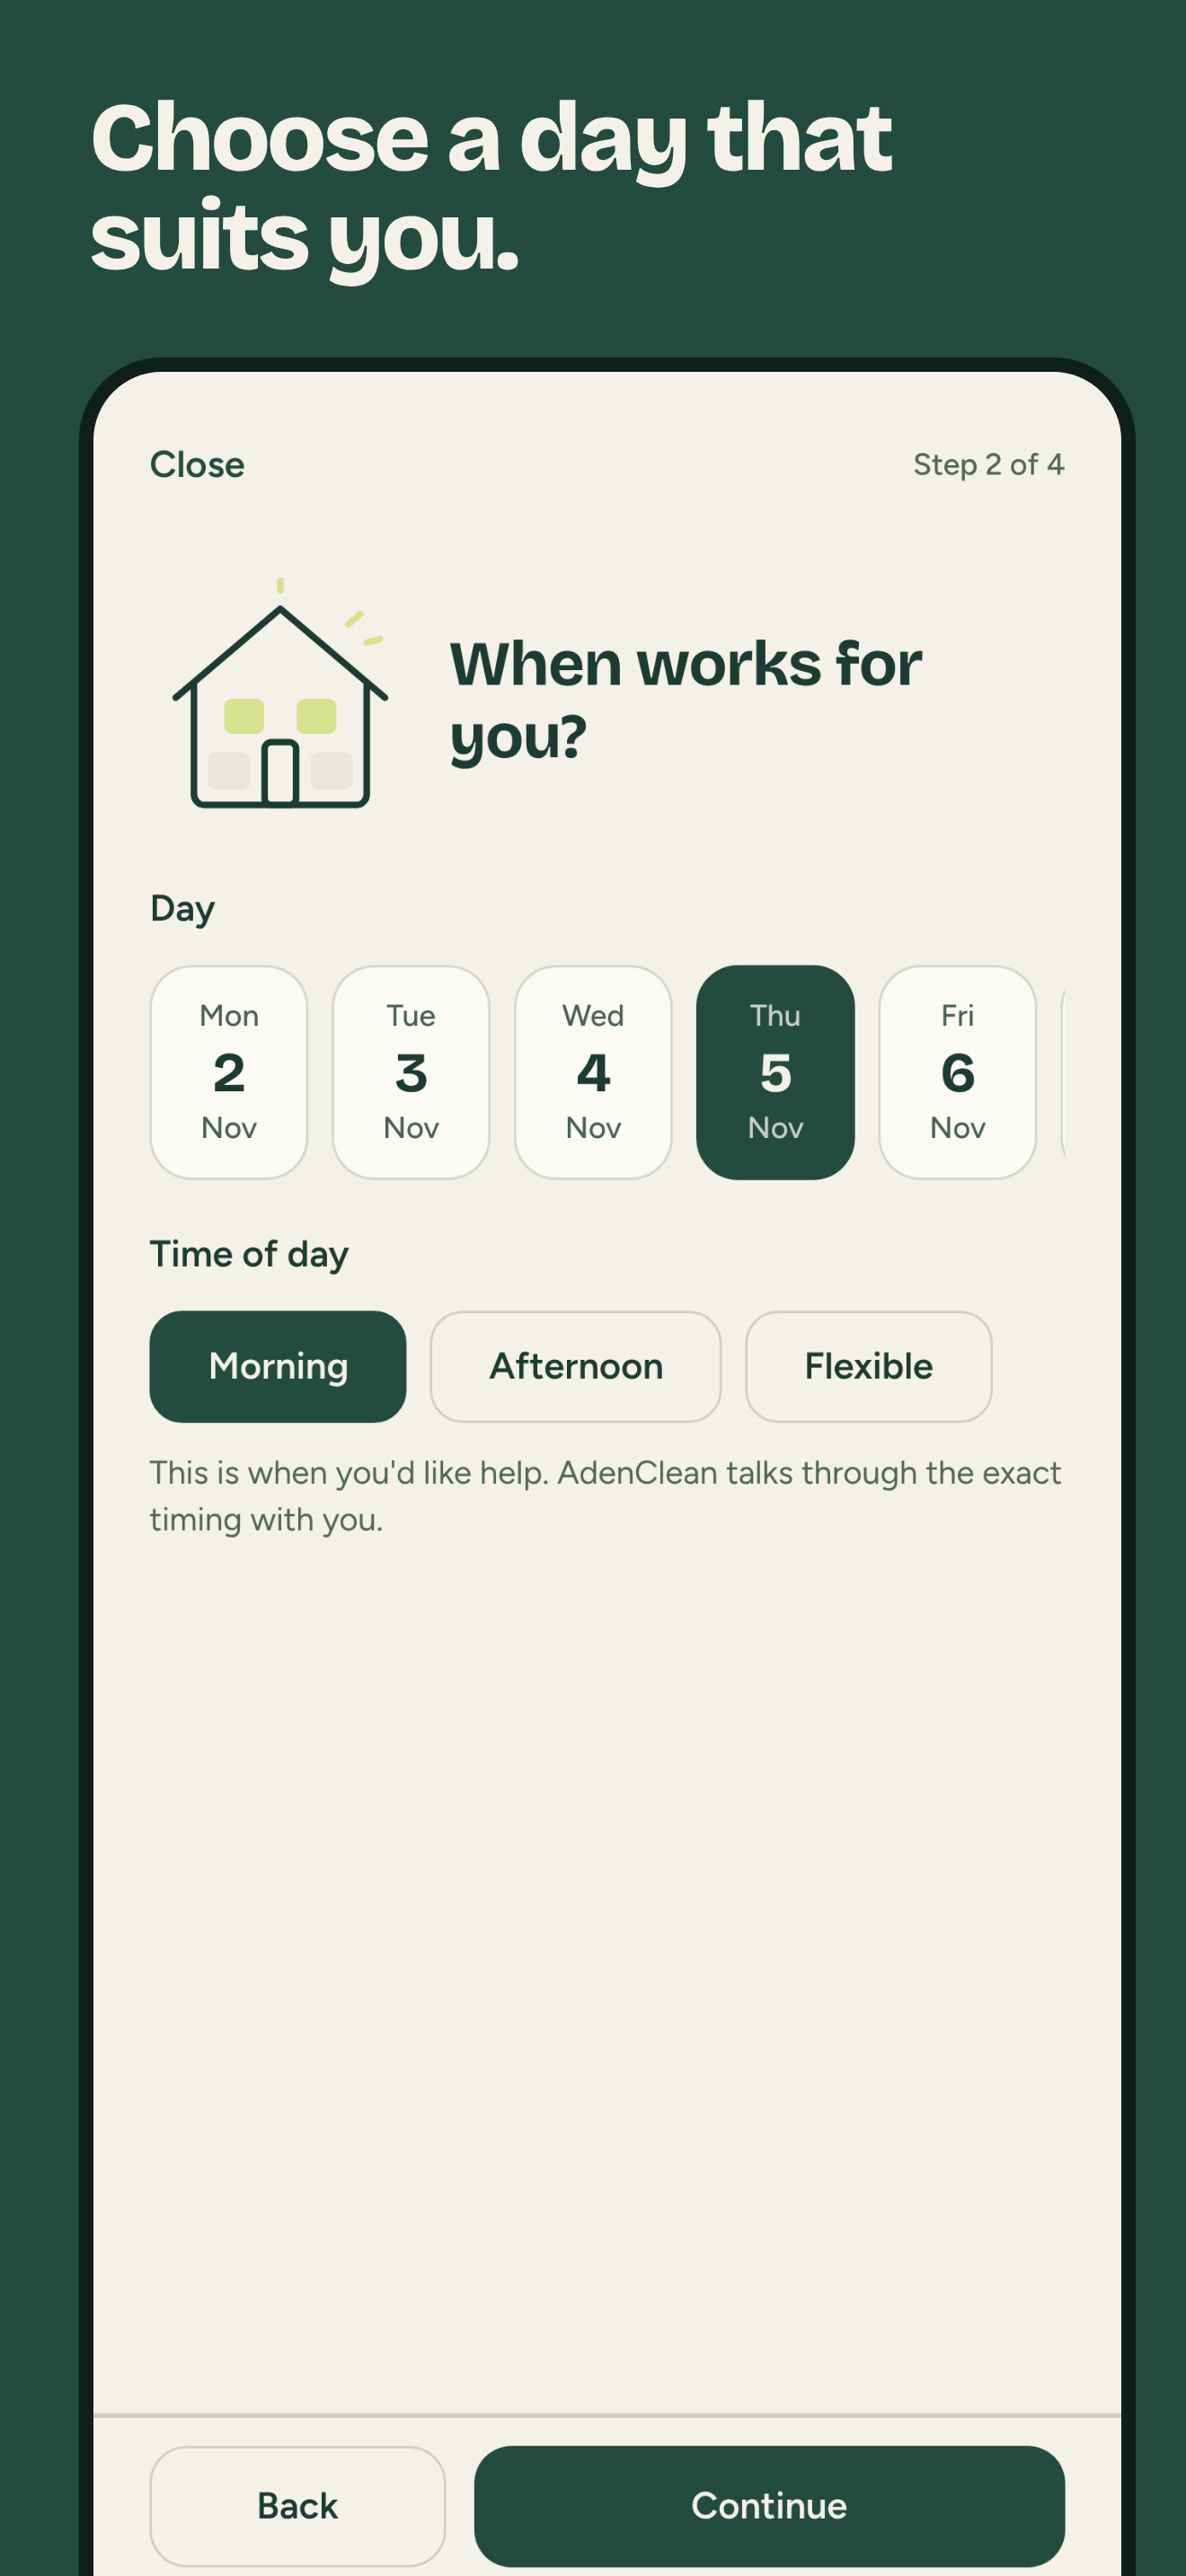 Choose a day that
suits you.
Close
Step 2 of 4
When works for
you?
Day
Mon
2
Nov
Tue
3
Nov
Wed
4
Nov
Thu
5
Nov
Fri
6
Nov
Time of day
Morning
Afternoon
Flexible
This is when you'd like help. AdenClean talks through the exact
timing with you.
Back
Continue